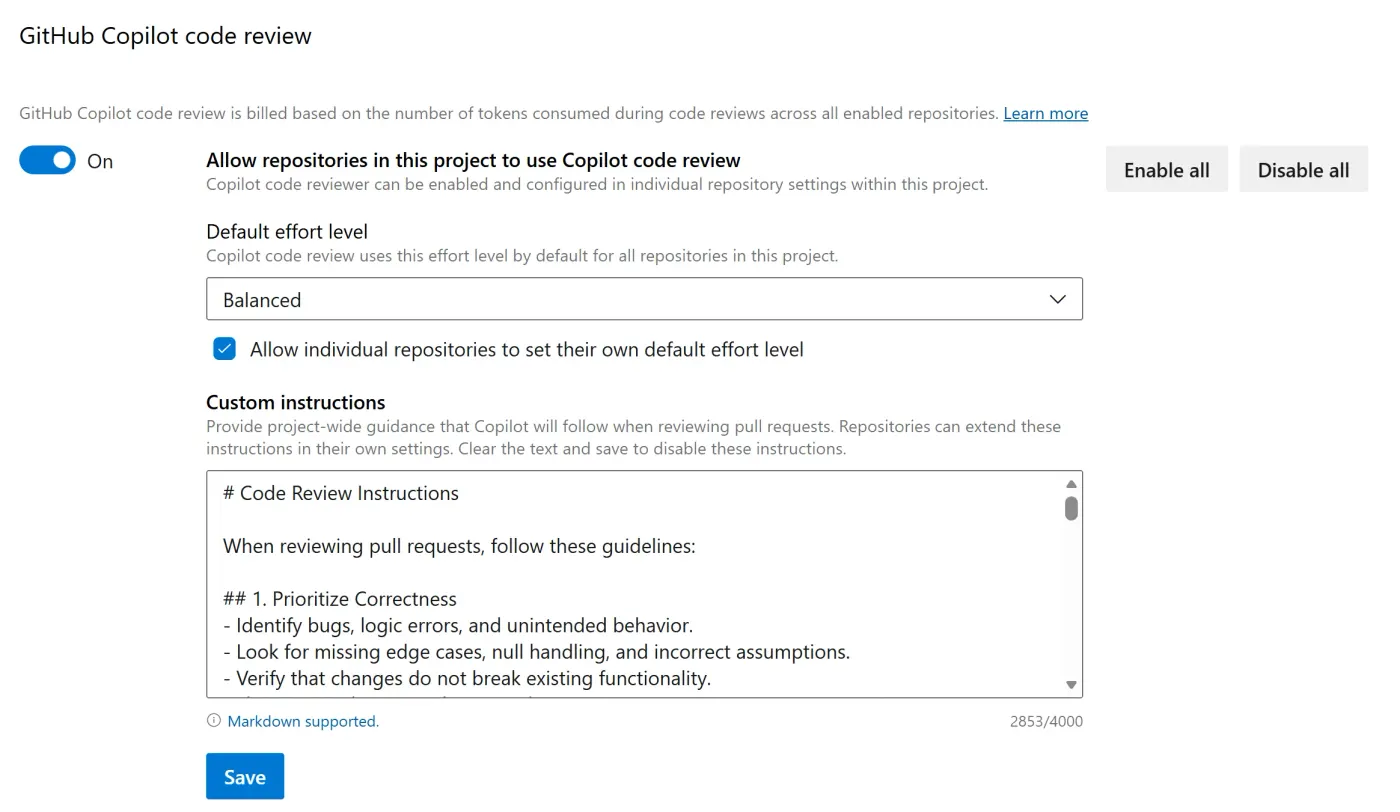 GitHub Copilot code review
GitHub Copilot code review is billed based on the number of tokens consumed during code reviews across all enabled repositories. Learn more
On
Allow repositories in this project to use Copilot code review
Copilot code reviewer can be enabled and configured in individual repository settings within this project.
Enable all
Disable all
Default effort level
Copilot code review uses this effort level by default for all repositories in this project.
Balanced
Allow individual repositories to set their own default effort level
Custom instructions
Provide project-wide guidance that Copilot will follow when reviewing pull requests. Repositories can extend these
instructions in their own settings. Clear the text and save to disable these instructions.
# Code Review Instructions
When reviewing pull requests, follow these guidelines:
## 1. Prioritize Correctness
- Identify bugs, logic errors, and unintended behavior.
- Look for missing edge cases, null handling, and incorrect assumptions.
- Verify that changes do not break existing functionality.
Markdown supported.
2853/4000
Save